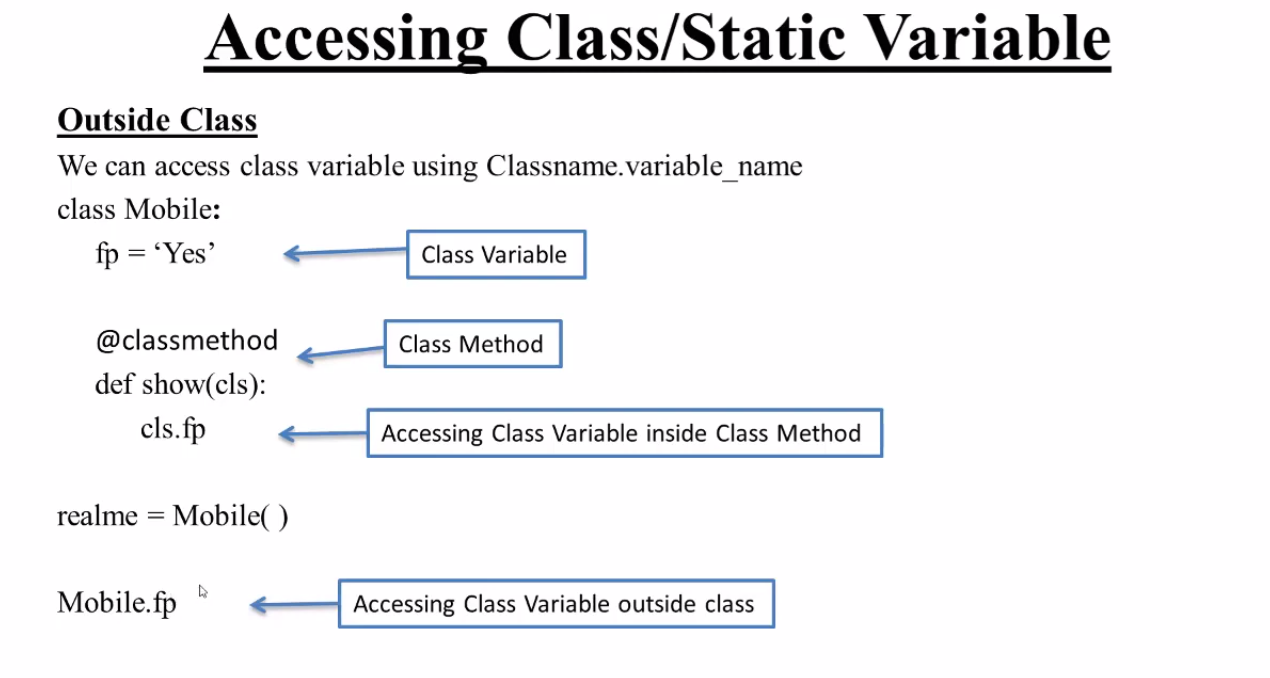 Accessing Class/Static Variable
Outside Class
We can access class variable using Classname.variable_name
class Mobile:
fp = ‘Yes’
Class Variable
@classmethod
Class Method
def show(cls):
cls.fp
Accessing Class Variable inside Class Method
realme = Mobile( )
Mobile.fp
Accessing Class Variable outside class